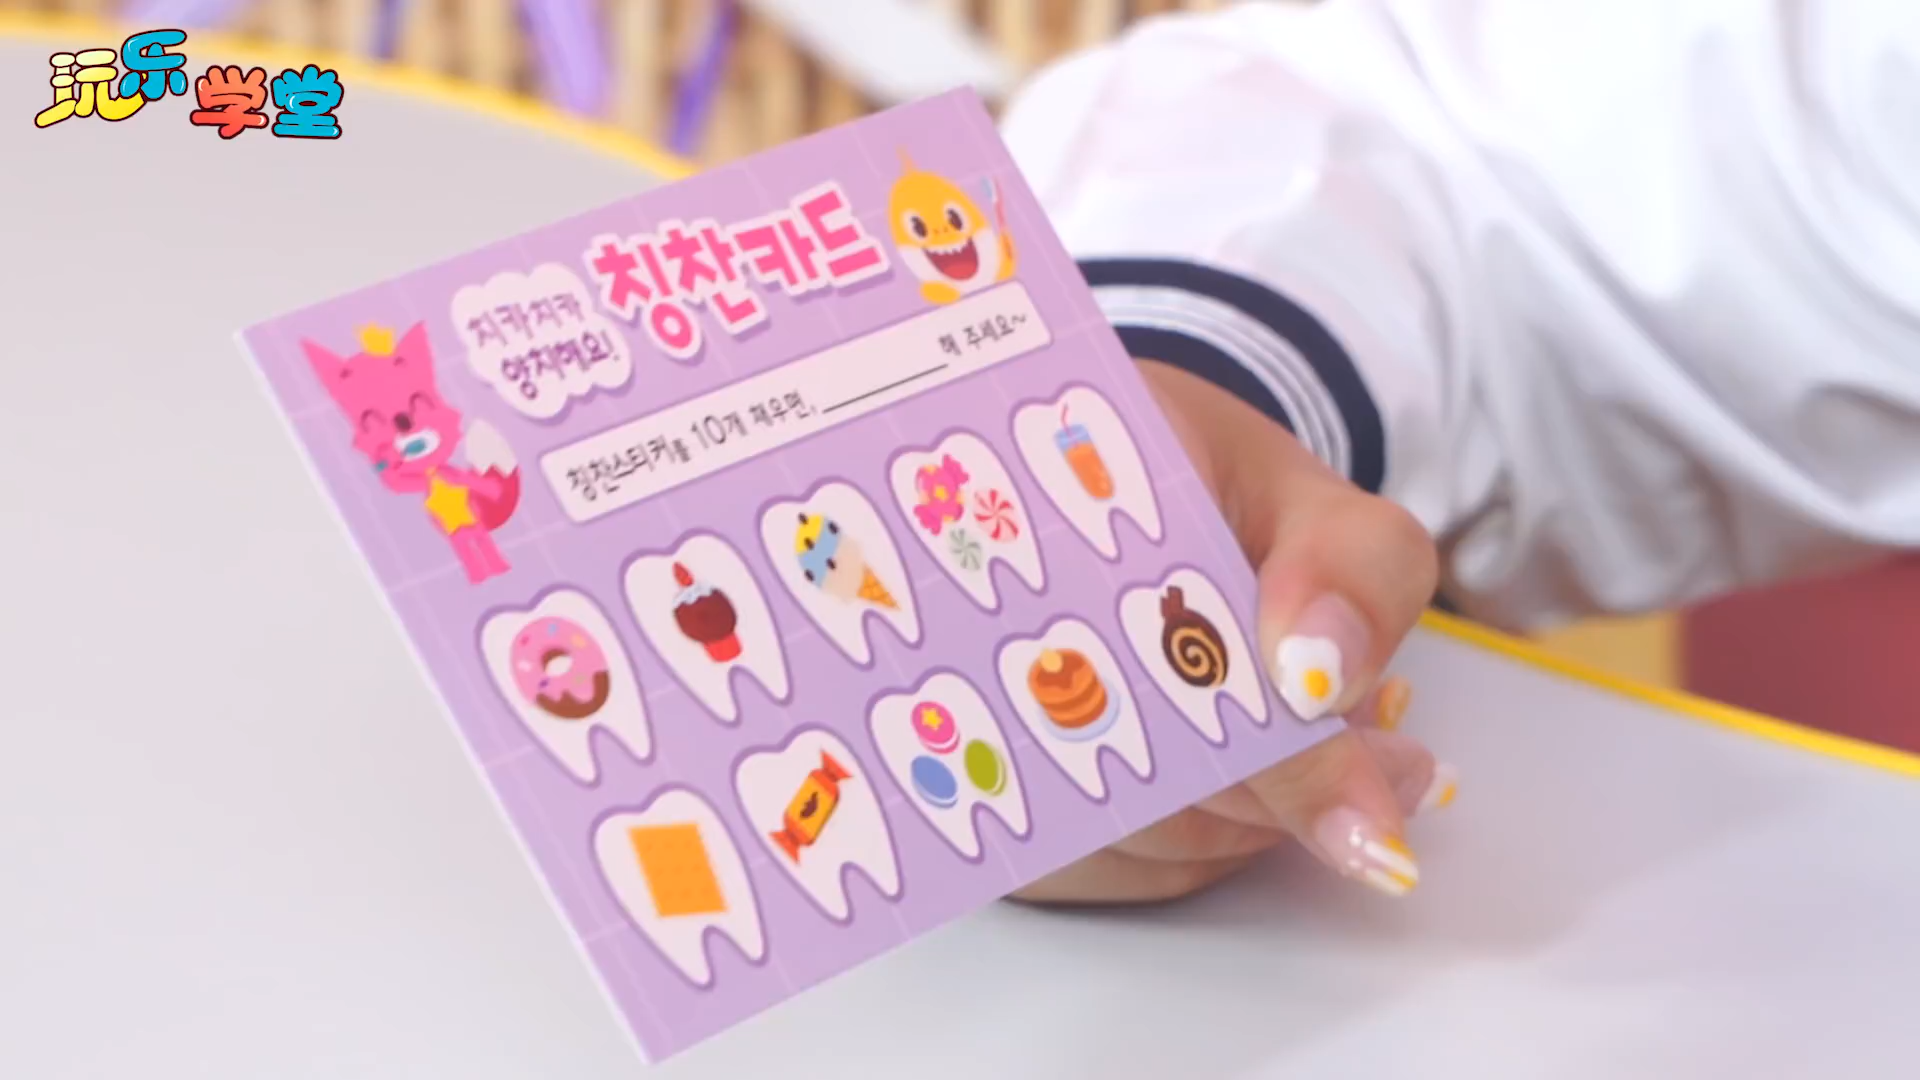 玩乐学堂
치카치카
양치해요!
칭찬카드
칭찬스티커를 10개 채우면, __________ 해 주세요~